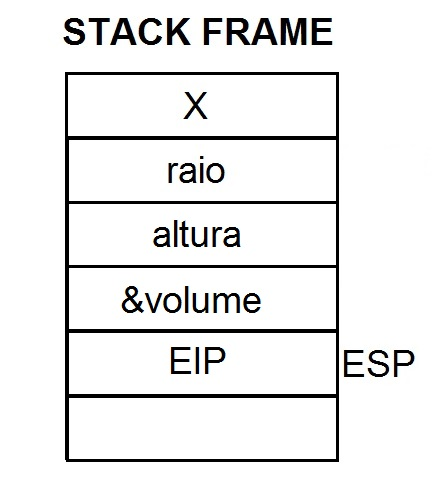 STACK FRAME
X
raio
altura
&volume
EIP
ESP